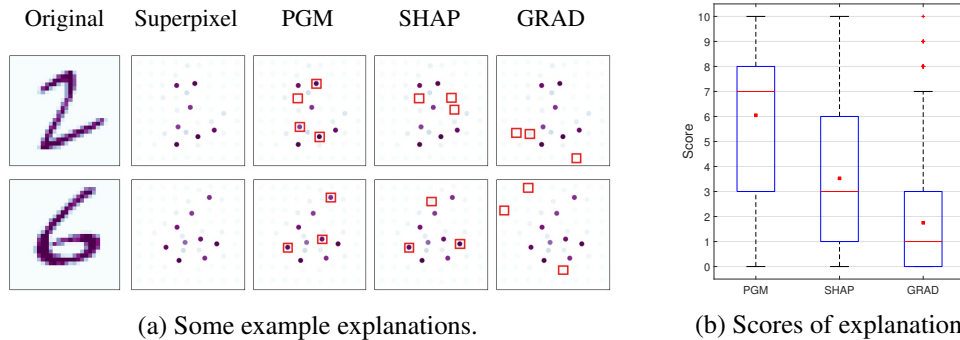 Original Superpixel PGM SHAP GRAD
(a) Some example explanations.
Score
10
9
8
7
6
5
4
3
2
1
0
PGM SHAP GRAD
(b) Scores of explanation